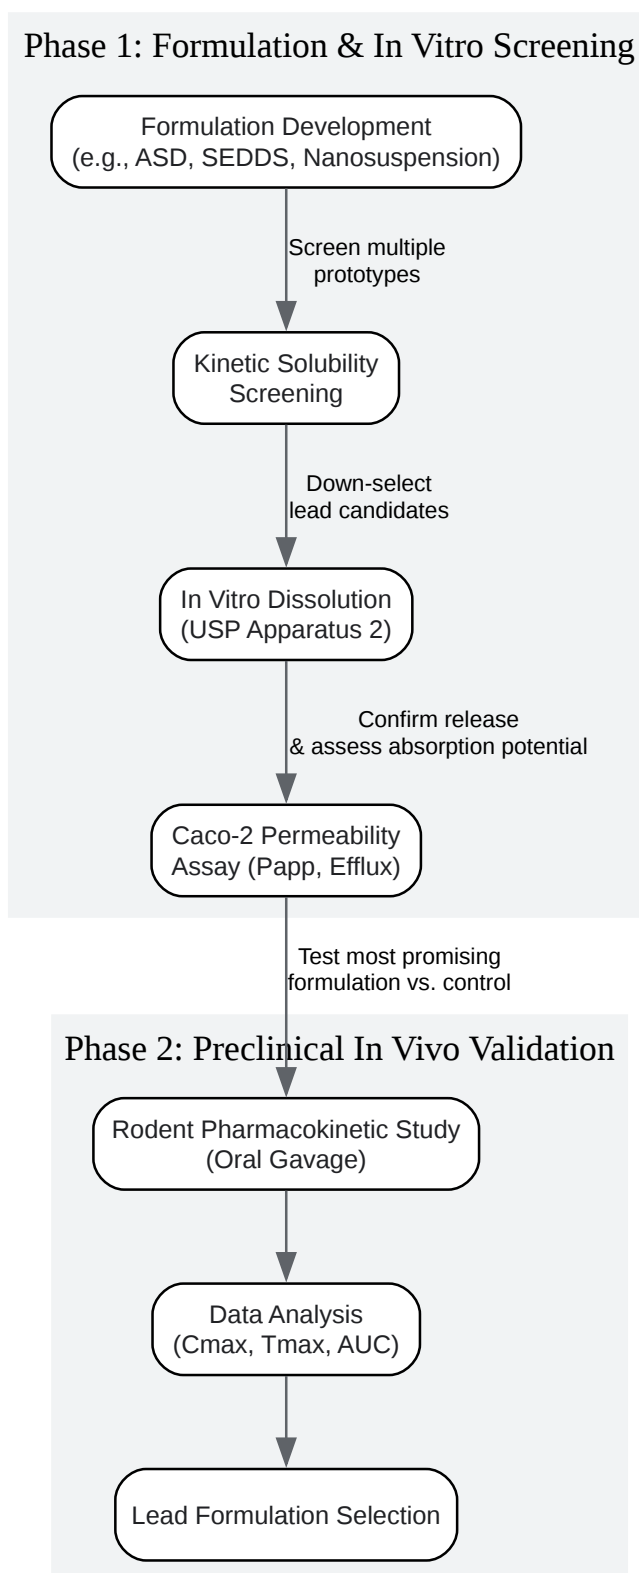 Phase 1: Formulation & In Vitro Screening
Formulation Development
(e.g., ASD, SEDDS, Nanosuspension)
Screen multiple
prototypes
Kinetic Solubility
Screening
Down-select
lead candidates
In Vitro Dissolution
(USP Apparatus 2)
Confirm release
& assess absorption potential
Caco-2 Permeability
Assay (Papp, Efflux)
Test most promising
formulation vs. control
Phase 2: Preclinical In Vivo Validation
Rodent Pharmacokinetic Study
(Oral Gavage)
Data Analysis
(Cmax, Tmax, AUC)
Lead Formulation Selection